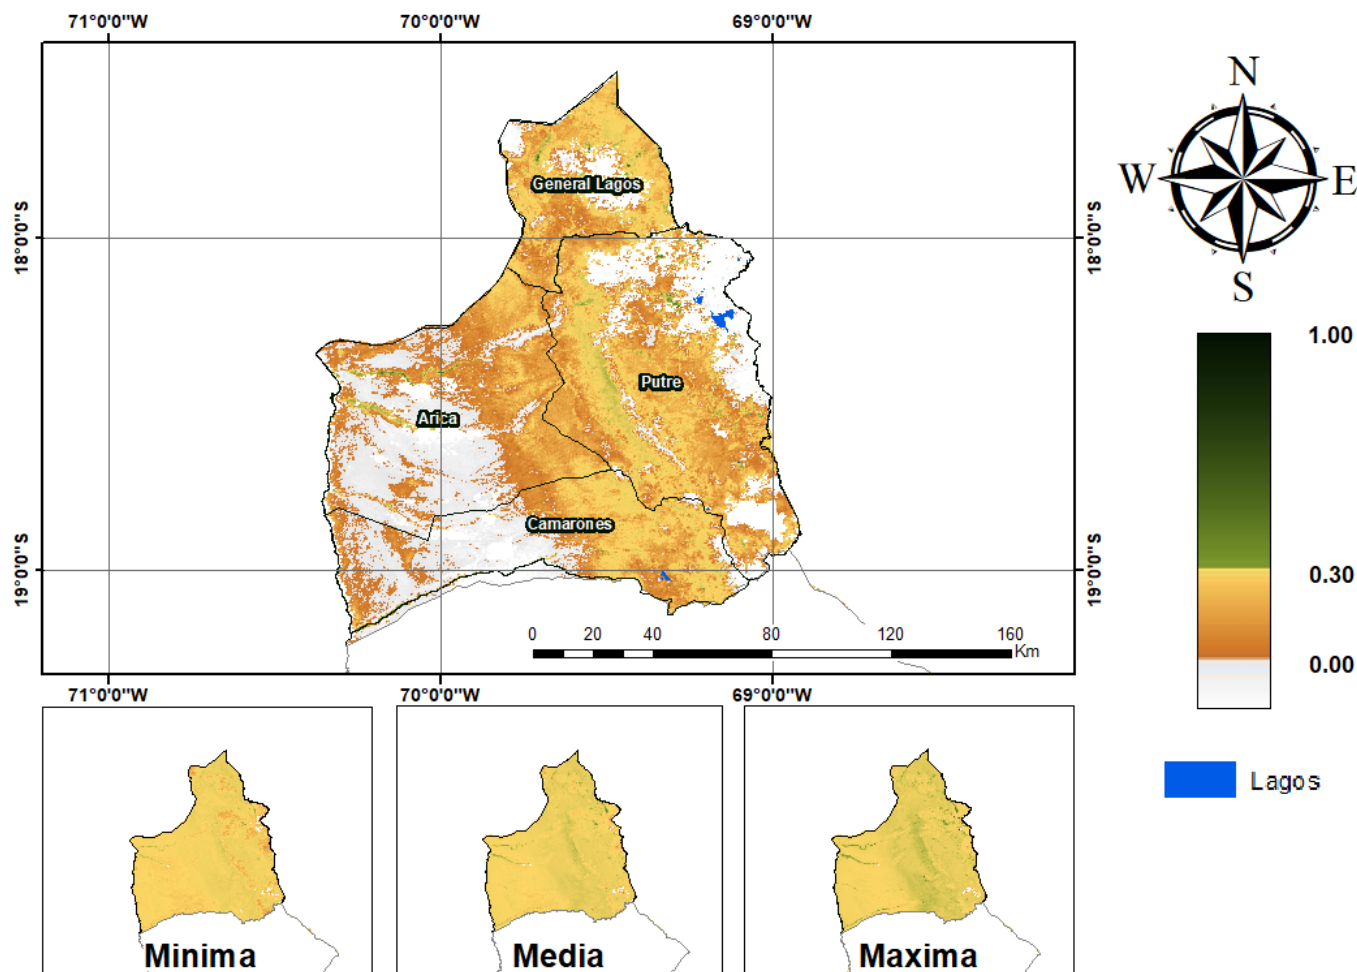 71°0'0"W
70°0'0"W
69°0'0"W
N
W
E
S
18°0'0"S
18°0'0"S
General Lagos
Putre
Arica
Camarones
19°0'0"S
19°0'0"S
0 20 40 80 120 160
Km
71°0'0"W
70°0'0"W
69°0'0"W
1.00
0.30
0.00
Lagos
Minima
Media
Maxima